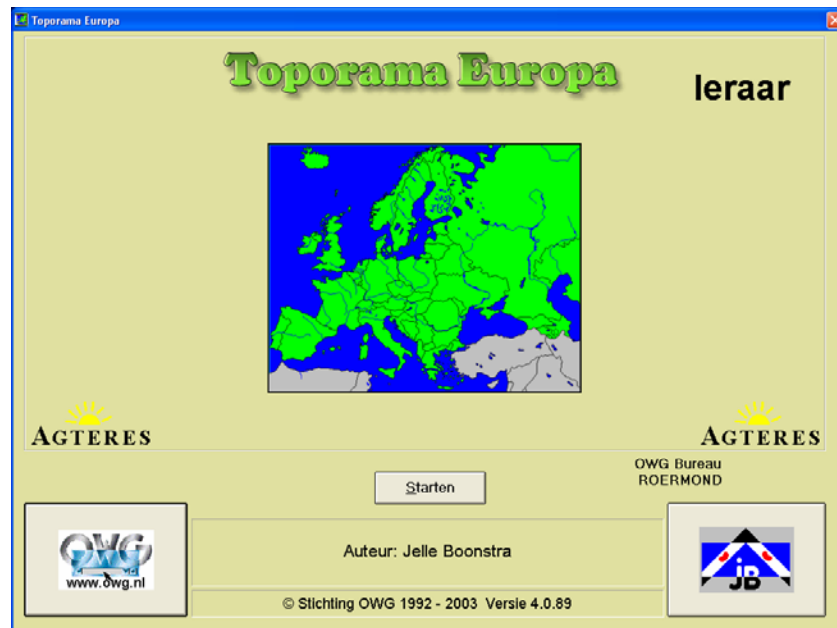 Toporama Europa
Toporama Europa
leraar
AGTERES
AGTERES
OWG Bureau
ROERMOND
Starten
OWG
www.owg.nl
Auteur: Jelle Boonstra
jB
© Stichting OWG 1992 - 2003 Versie 4.0.89